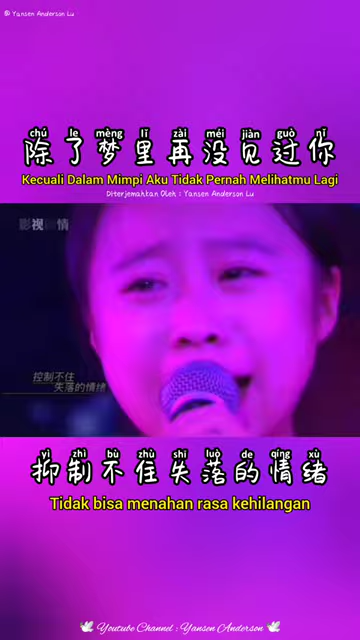 © Yansen Anderson Lu
chú le mèng lǐ zài méi jiàn guò nǐ
除了梦里再没见过你
Kecuali Dalam Mimpi Aku Tidak Pernah Melihatmu Lagi
Diterjemahkan Oleh : Yansen Anderson Lu
影视 情
控制不住
失落的情绪
yì zhì bù zhù shī luò de qíng xù
抑制不住失落的情绪
Tidak bisa menahan rasa kehilangan
🕊 Youtube Channel : Yansen Anderson 🕊